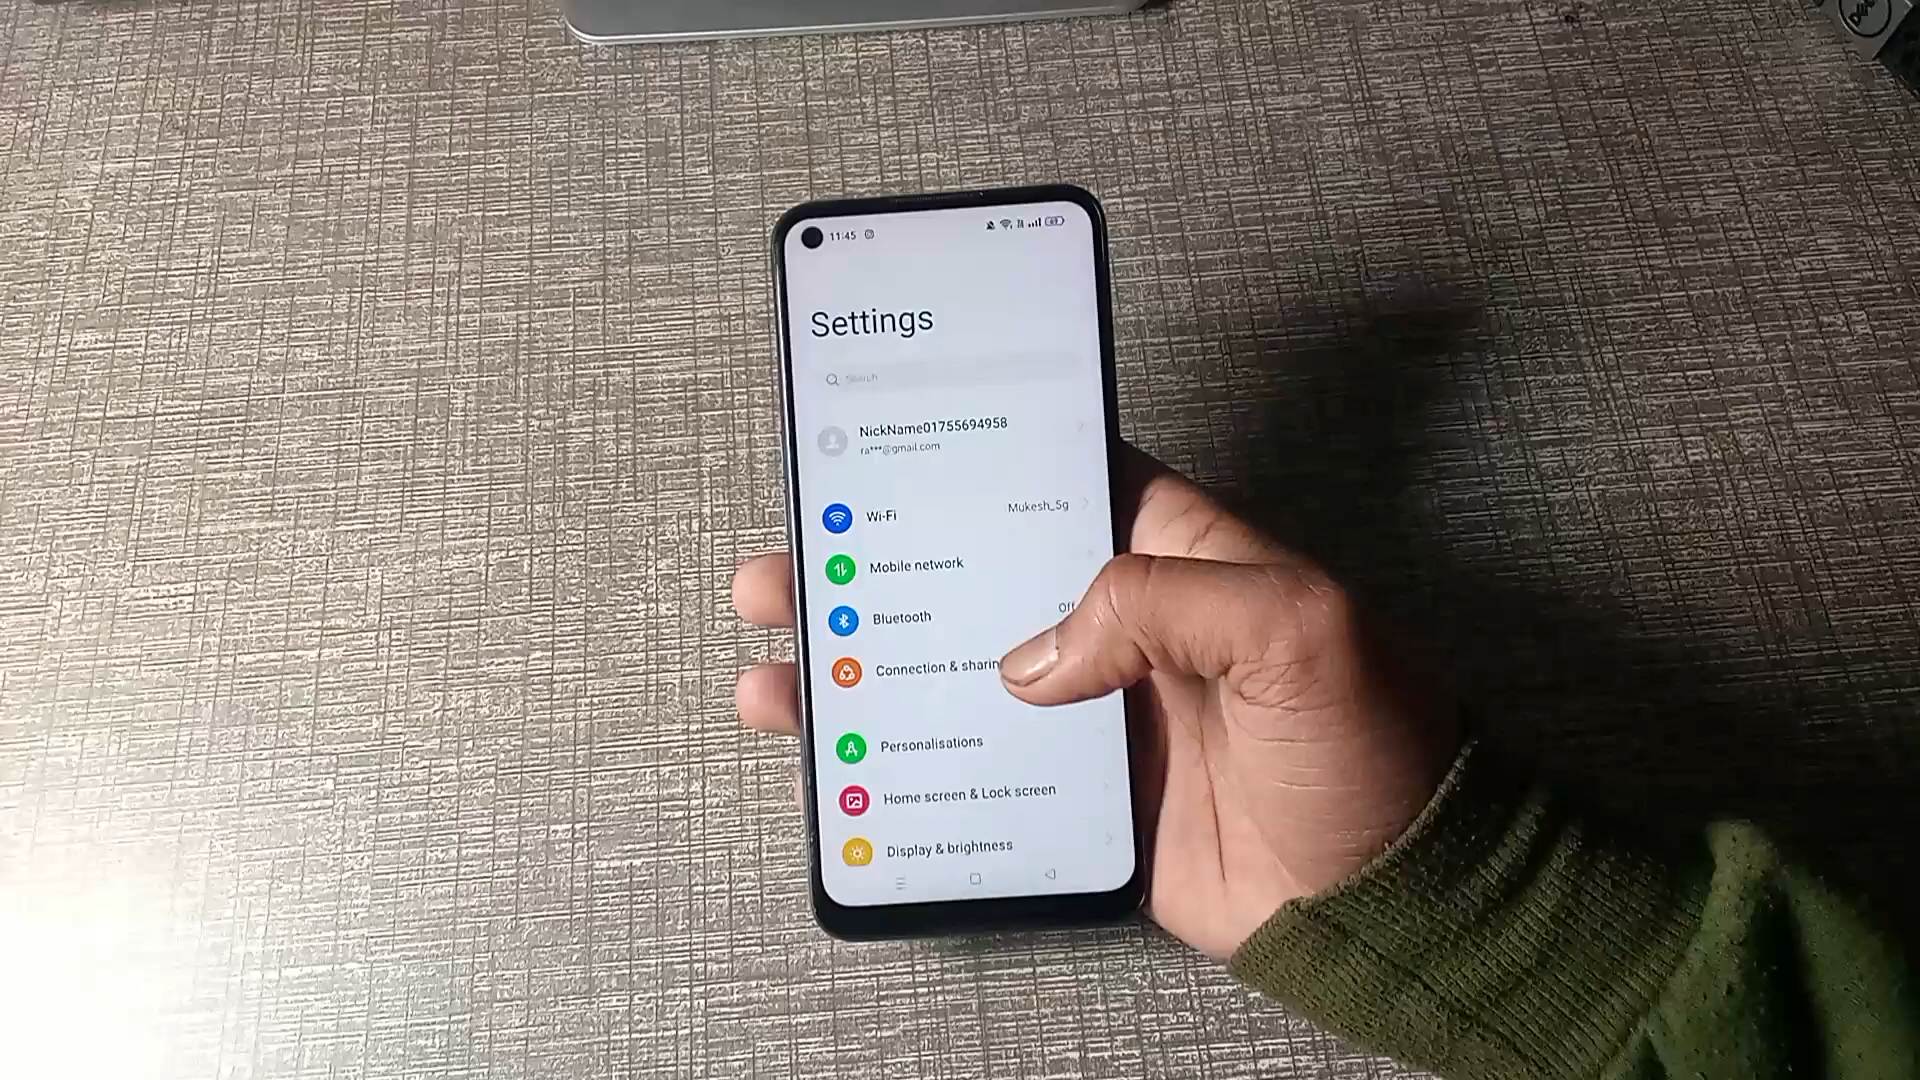 11:45
Settings
Search
NickName01755694958
ra***@gmail.com
Wi-Fi Mukesh_5g
Mobile network
Bluetooth Off
Connection & sharin
Personalisations
Home screen & Lock screen
Display & brightness